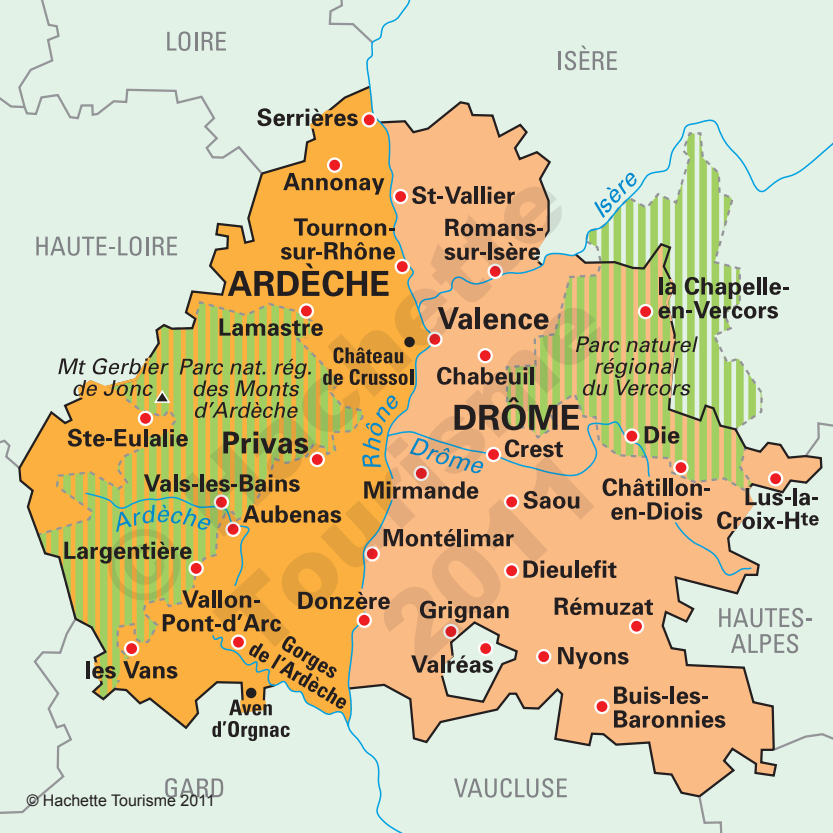 LOIRE
ISÈRE
Serrières
Annonay
St-Vallier
Isère
Tournon-
sur-Rhône
Romans-
sur-Isère
HAUTE-LOIRE
ARDÈCHE
la Chapelle-
en-Vercors
Lamastre
Valence
Château
de Crussol
Parc naturel
régional
du Vercors
Mt Gerbier
de Jonc
Parc nat. rég.
des Monts
d'Ardèche
Chabeuil
Rhône
DRÔME
Ste-Eulalie
Privas
Drôme
Crest
Die
Vals-les-Bains
Mirmande
Saou
Châtillon-
en-Diois
Lus-la-
Croix-Hte
Ardèche
Aubenas
Largentière
Montélimar
Dieulefit
Vallon-
Pont-d'Arc
Donzère
Grignan
Rémuzat
HAUTES-
ALPES
les Vans
Gorges
de l'Ardèche
Valréas
Nyons
Aven
d'Orgnac
Buis-les-
Baronnies
GARD
VAUCLUSE
© Hachette Tourisme 2011
© Hachette
Tourisme
2011